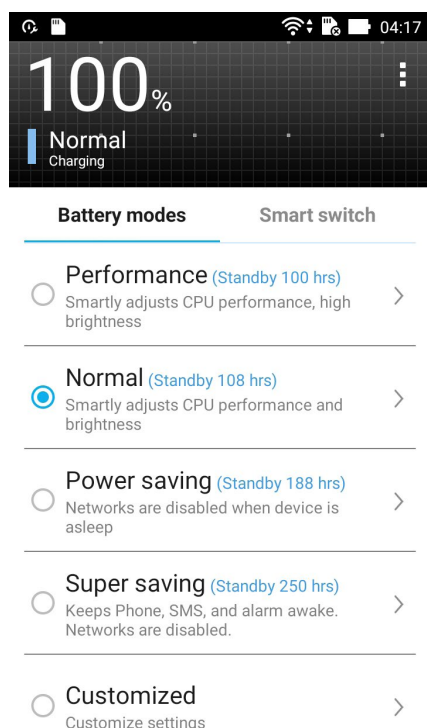 04:17
100%
Normal
Charging
Battery modes
Smart switch
Performance (Standby 100 hrs)
Smartly adjusts CPU performance, high
brightness
Normal (Standby 108 hrs)
Smartly adjusts CPU performance and
brightness
Power saving (Standby 188 hrs)
Networks are disabled when device is
asleep
Super saving (Standby 250 hrs)
Keeps Phone, SMS, and alarm awake.
Networks are disabled.
Customized
Customize settings